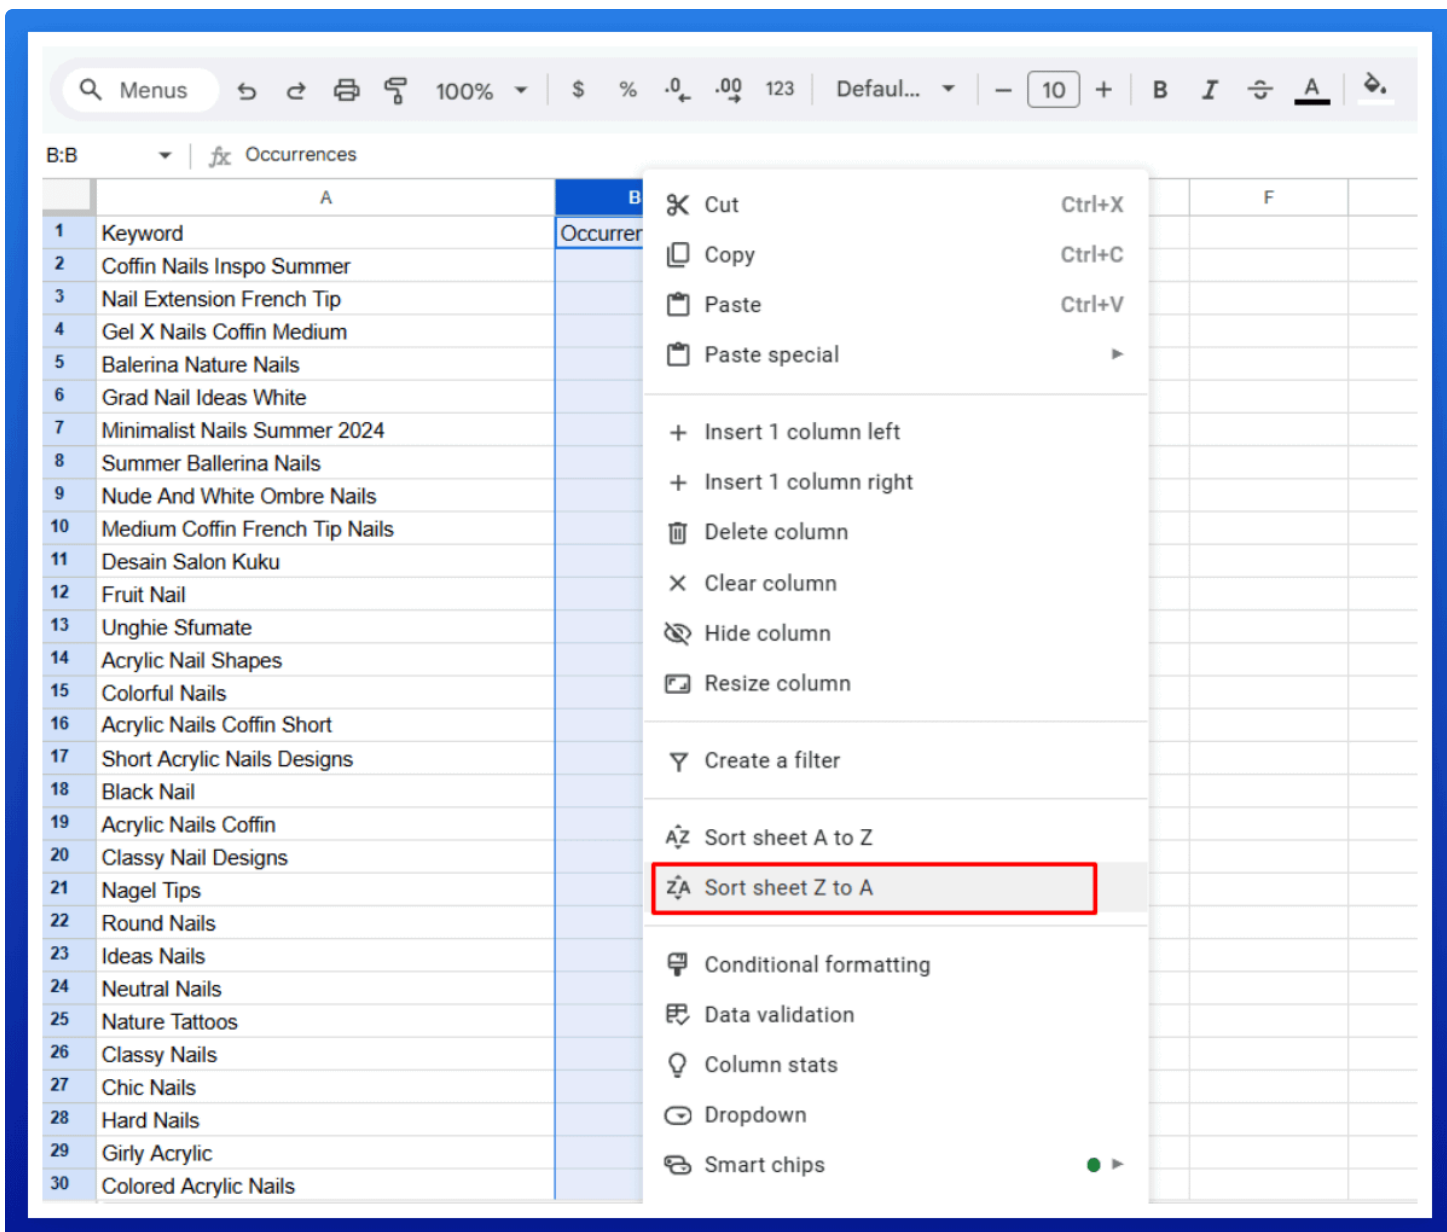 Menus 100% $ % .0 .00 123 Defaul... 10 B I A
B:B fx Occurrences
A B F
1 Keyword Occurren
2 Coffin Nails Inspo Summer
3 Nail Extension French Tip
4 Gel X Nails Coffin Medium
5 Balerina Nature Nails
6 Grad Nail Ideas White
7 Minimalist Nails Summer 2024
8 Summer Ballerina Nails
9 Nude And White Ombre Nails
10 Medium Coffin French Tip Nails
11 Desain Salon Kuku
12 Fruit Nail
13 Unghie Sfumate
14 Acrylic Nail Shapes
15 Colorful Nails
16 Acrylic Nails Coffin Short
17 Short Acrylic Nails Designs
18 Black Nail
19 Acrylic Nails Coffin
20 Classy Nail Designs
21 Nagel Tips
22 Round Nails
23 Ideas Nails
24 Neutral Nails
25 Nature Tattoos
26 Classy Nails
27 Chic Nails
28 Hard Nails
29 Girly Acrylic
30 Colored Acrylic Nails
Cut Ctrl+X
Copy Ctrl+C
Paste Ctrl+V
Paste special
Insert 1 column left
Insert 1 column right
Delete column
Clear column
Hide column
Resize column
Create a filter
Sort sheet A to Z
Sort sheet Z to A
Conditional formatting
Data validation
Column stats
Dropdown
Smart chips